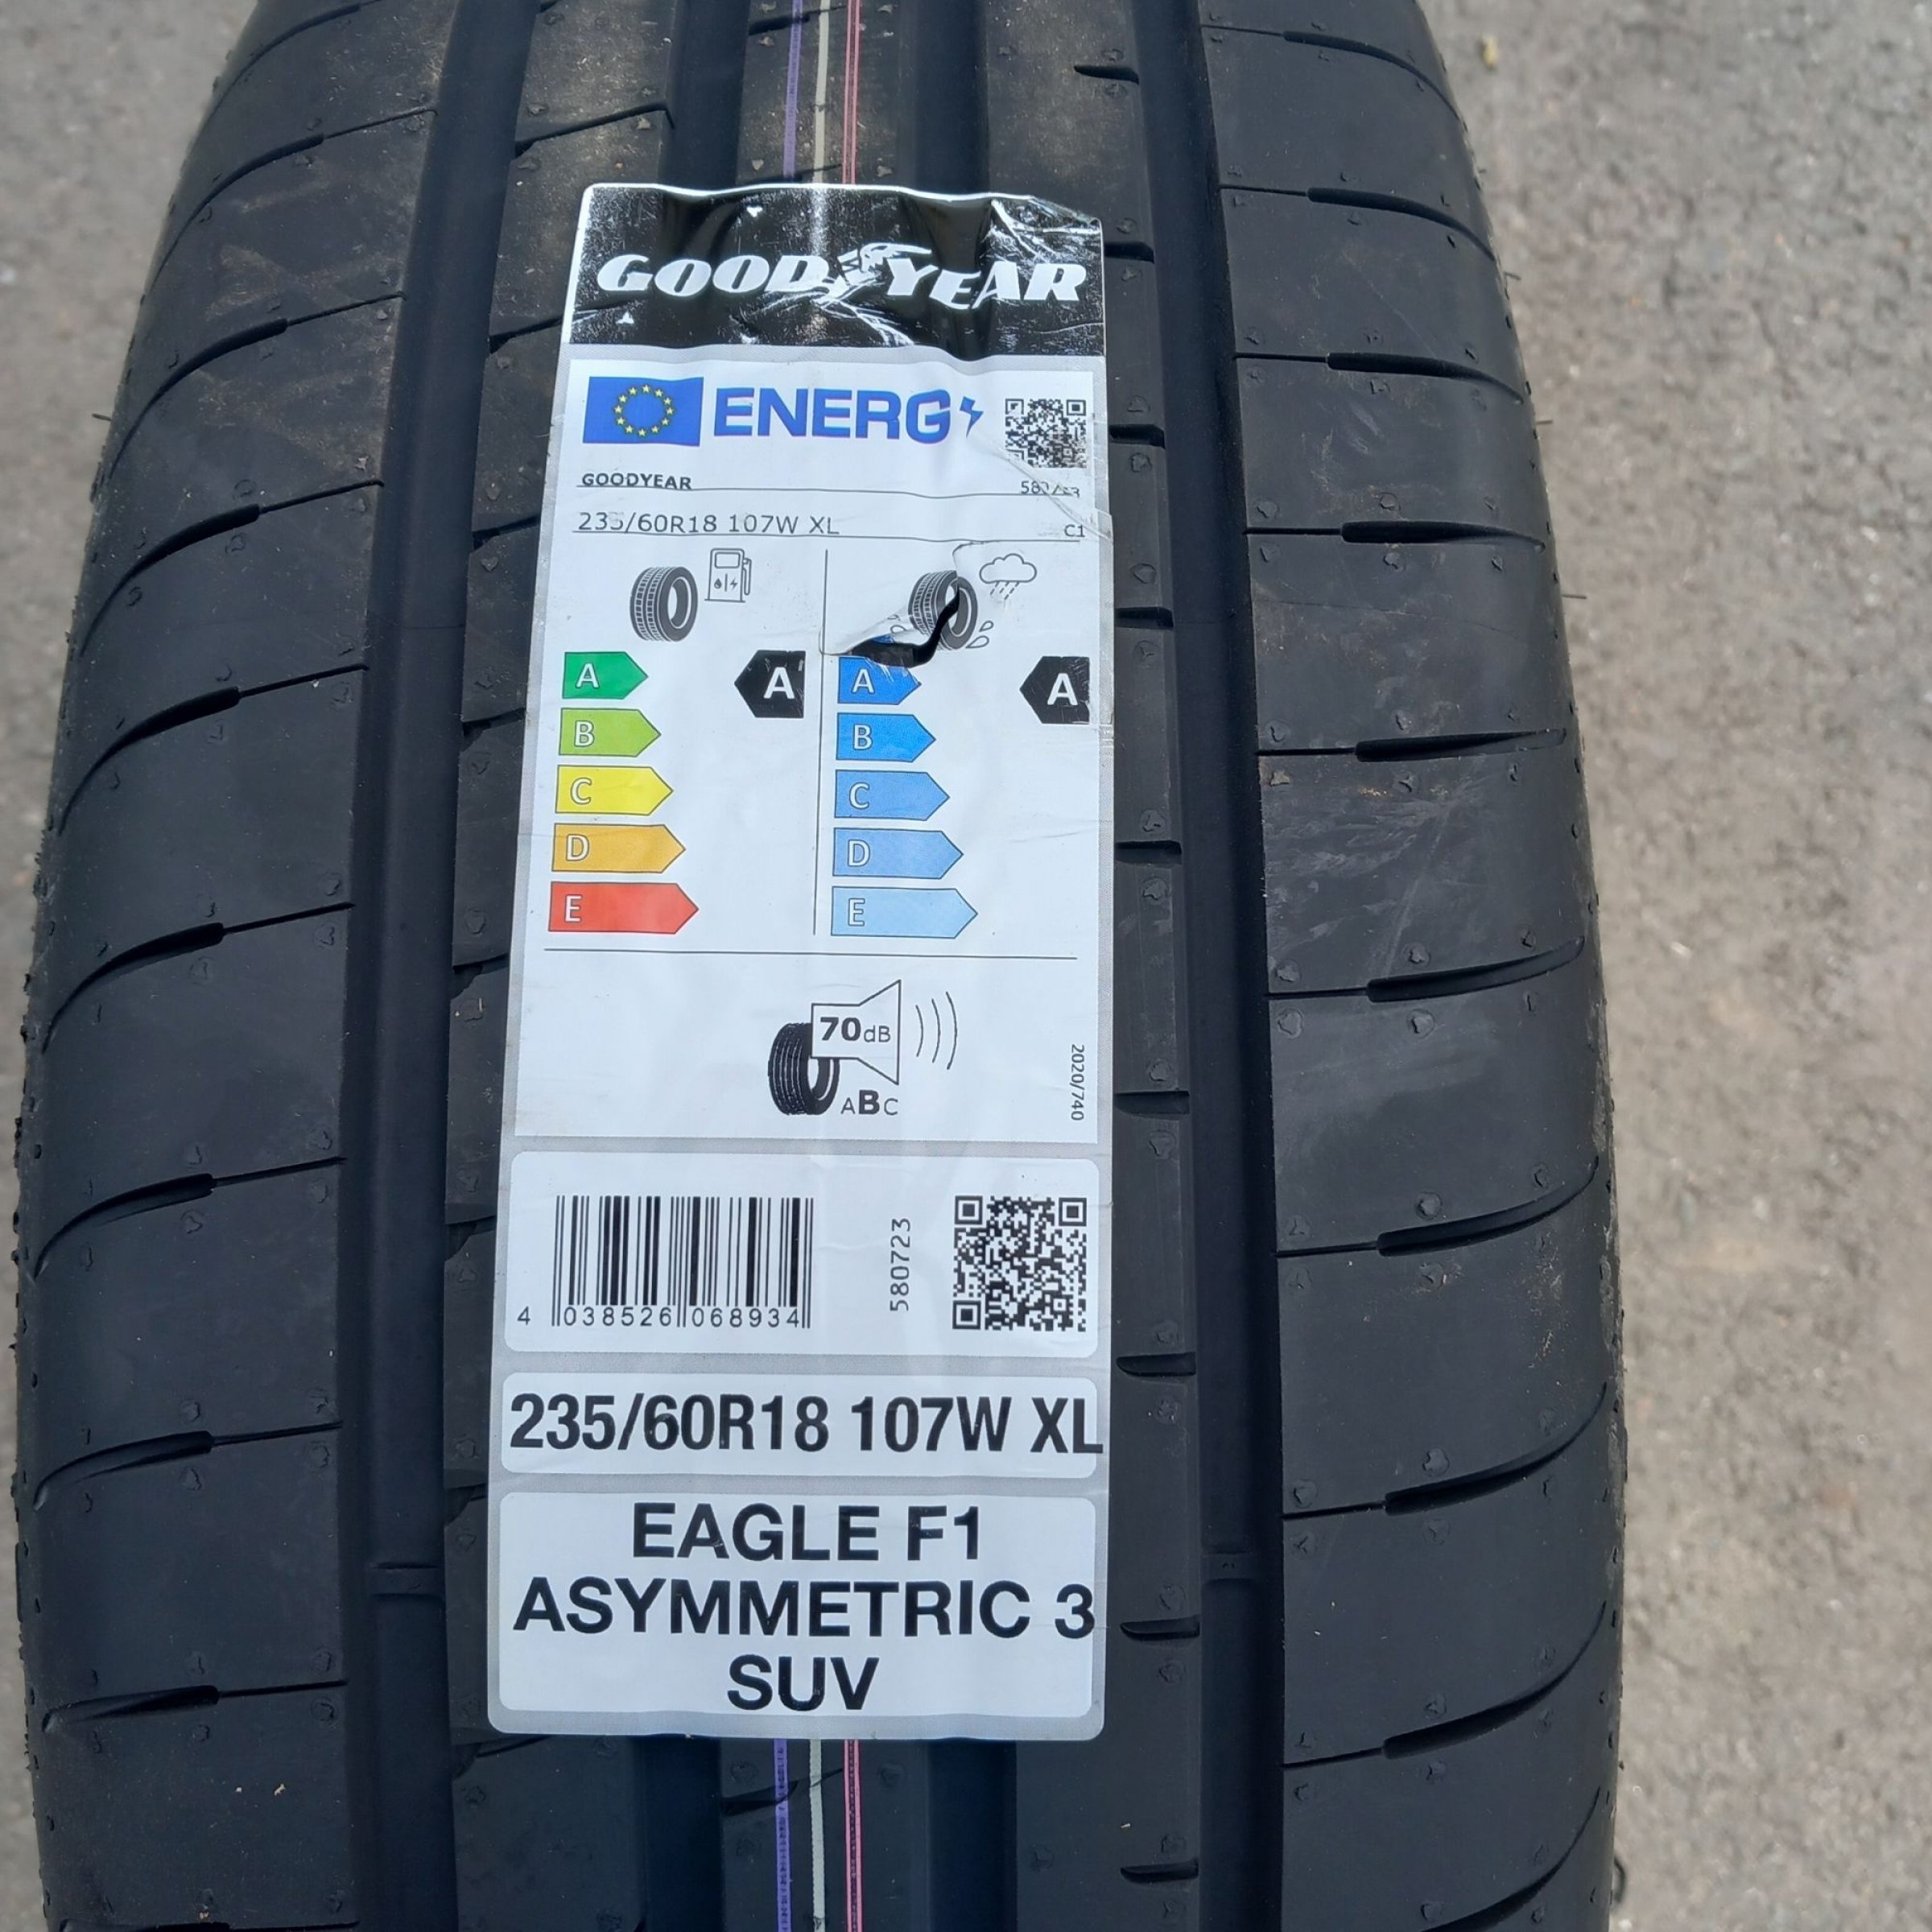 GOODYEAR
ENERG
GOODYEAR
235/60R18 107W XL
C1
A
A
A
A
B
B
C
C
D
D
E
E
70dB
ABC
2020/740
4 038526 068934
580723
235/60R18 107W XL
EAGLE F1
ASYMMETRIC 3
SUV